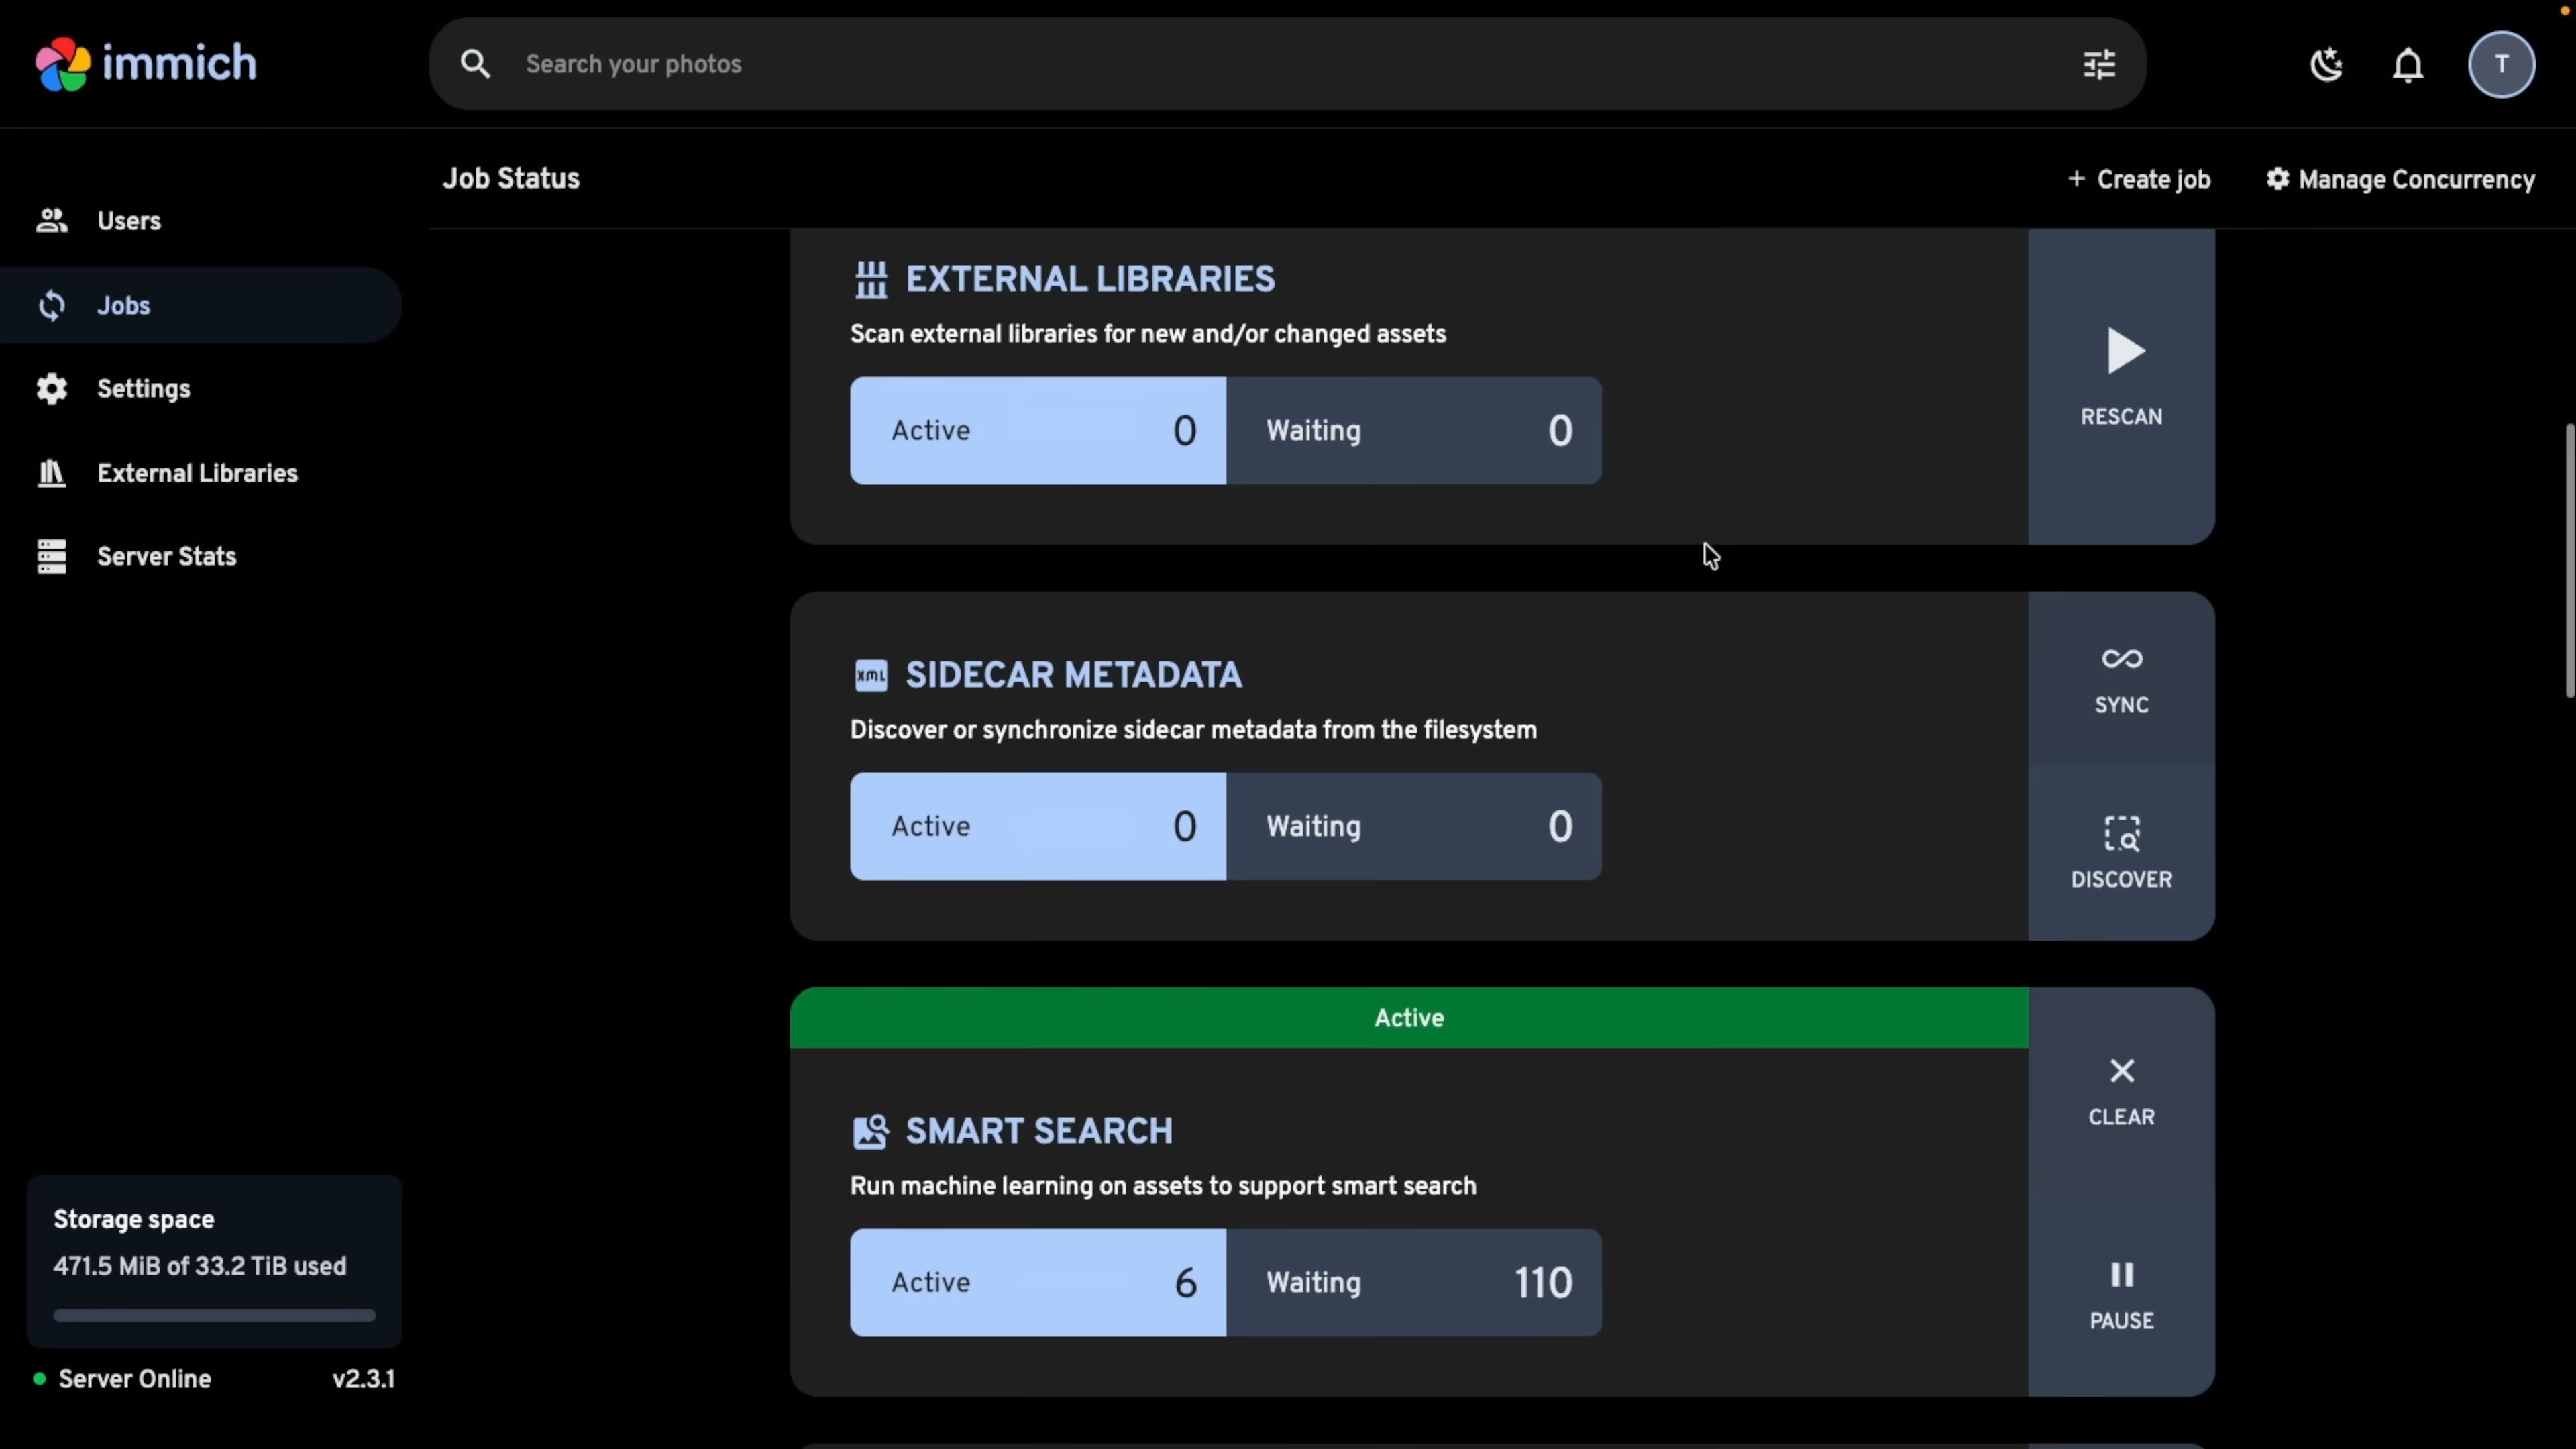 immich
Search your photos
T
Job Status
+ Create job
Manage Concurrency
Users
Jobs
Settings
External Libraries
Server Stats
EXTERNAL LIBRARIES
Scan external libraries for new and/or changed assets
Active 0 Waiting 0
RESCAN
XML SIDECAR METADATA
Discover or synchronize sidecar metadata from the filesystem
Active 0 Waiting 0
SYNC
DISCOVER
Active
SMART SEARCH
Run machine learning on assets to support smart search
Active 6 Waiting 110
CLEAR
PAUSE
Storage space
471.5 MiB of 33.2 TiB used
Server Online v2.3.1